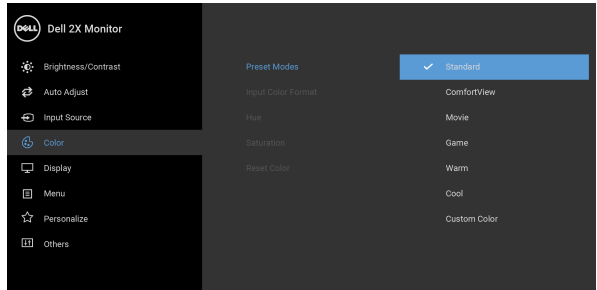 DELL Dell 2X Monitor
Brightness/Contrast Preset Modes Standard
Auto Adjust Input Color Format ComfortView
Input Source Hue Movie
Color Saturation Game
Display Reset Color Warm
Menu Cool
Personalize Custom Color
Others